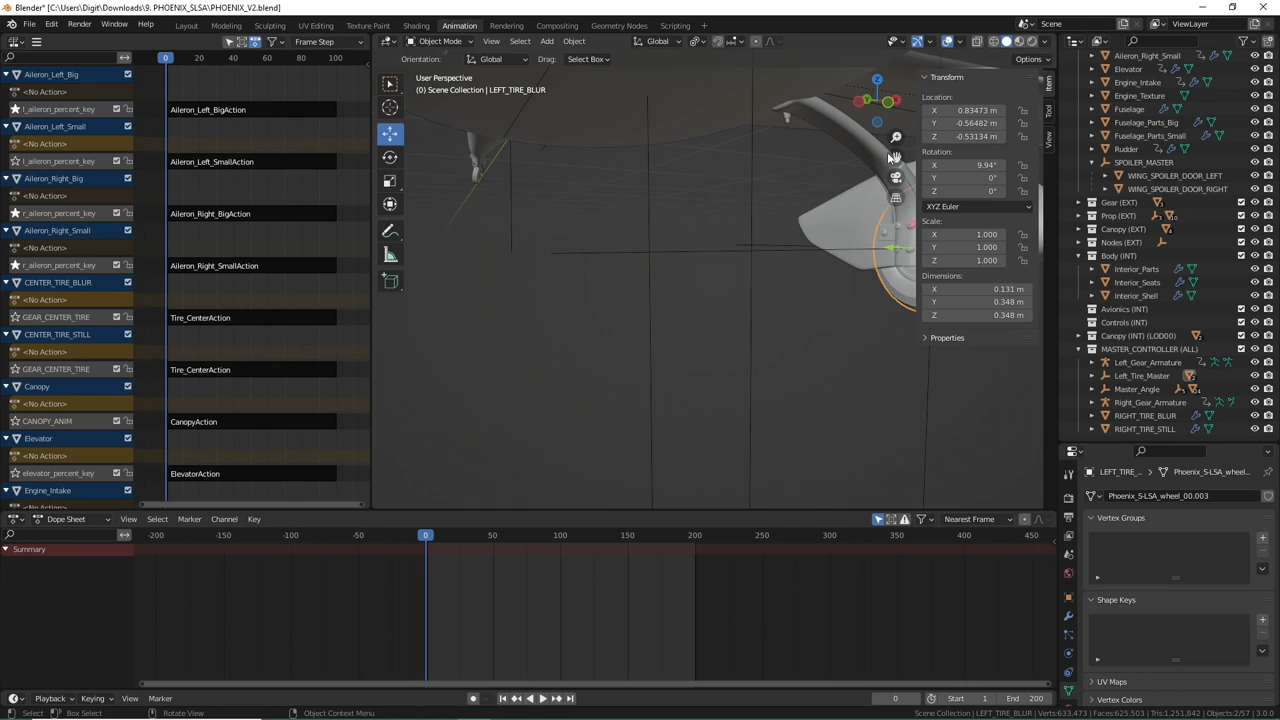 Blender* [C:\Users\Digit\Downloads\9. PHOENIX_SLSA\PHOENIX_V2.blend]
File Edit Render Window Help Layout Modeling Sculpting UV Editing Texture Paint Shading Animation Rendering Compositing Geometry Nodes Scripting + Scene ViewLayer
Frame Step Object Mode View Select Add Object Global
Orientation: Global Drag: Select Box Options
0 20 40 60 80 100
Aileron_Left_Big
<No Action>
l_aileron_percent_key Aileron_Left_BigAction
Aileron_Left_Small
<No Action>
l_aileron_percent_key Aileron_Left_SmallAction
Aileron_Right_Big
<No Action>
r_aileron_percent_key Aileron_Right_BigAction
Aileron_Right_Small
<No Action>
r_aileron_percent_key Aileron_Right_SmallAction
CENTER_TIRE_BLUR
<No Action>
GEAR_CENTER_TIRE Tire_CenterAction
CENTER_TIRE_STILL
<No Action>
GEAR_CENTER_TIRE Tire_CenterAction
Canopy
<No Action>
CANOPY_ANIM CanopyAction
Elevator
<No Action>
elevator_percent_key ElevatorAction
Engine_Intake
<No Action>
User Perspective
(0) Scene Collection | LEFT_TIRE_BLUR
Z
Transform
Location:
X 0.83473 m
Y -0.56482 m
Z -0.53134 m
Rotation:
X 9.94°
Y 0°
Z 0°
XYZ Euler
Scale:
X 1.000
Y 1.000
Z 1.000
Dimensions:
X 0.131 m
Y 0.348 m
Z 0.348 m
Properties
Item
Tool
View
Aileron_Right_Small
Elevator
Engine_Intake
Engine_Texture
Fuselage
Fuselage_Parts_Big
Fuselage_Parts_Small
Rudder
SPOILER_MASTER
WING_SPOILER_DOOR_LEFT
WING_SPOILER_DOOR_RIGHT
Gear (EXT)
Prop (EXT)
Canopy (EXT)
Nodes (EXT)
Body (INT)
Interior_Parts
Interior_Seats
Interior_Shell
Avionics (INT)
Controls (INT)
Canopy (INT) (LOD00)
MASTER_CONTROLLER (ALL)
Left_Gear_Armature
Left_Tire_Master
Master_Angle
Right_Gear_Armature
RIGHT_TIRE_BLUR
RIGHT_TIRE_STILL
LEFT_TIRE_... > Phoenix_S-LSA_wheel...
Phoenix_S-LSA_wheel_00.003
Vertex Groups
Shape Keys
UV Maps
Vertex Colors
Dope Sheet View Select Marker Channel Key Nearest Frame
-200 -150 -100 -50 0 50 100 150 200 250 300 350 400 450
Summary
Playback Keying View Marker 0 Start 1 End 200
Select Box Select Rotate View Object Context Menu Scene Collection | LEFT_TIRE_BLUR | Verts:633,473 | Faces:625,503 | Tris:1,251,842 | Objects:2/57 | 3.0.0